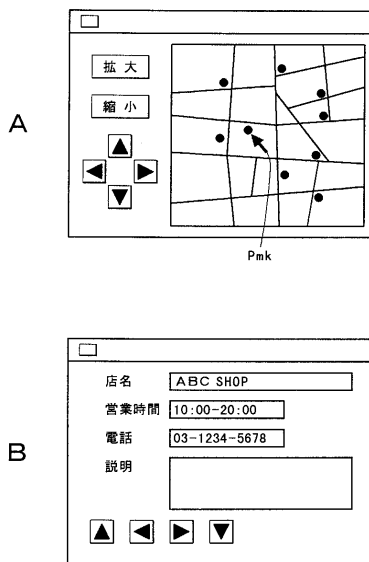 A
拡大
縮小
Pmk
B
店名 ABC SHOP
営業時間 10:00-20:00
電話 03-1234-5678
説明